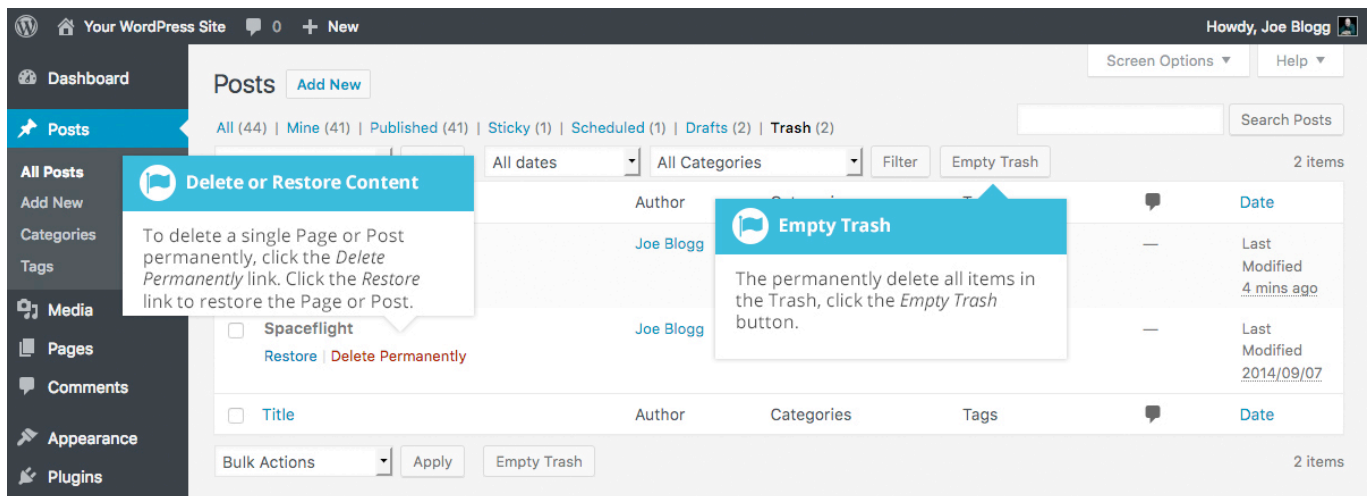 Your WordPress Site 0 + New Howdy, Joe Blogg
Dashboard
Posts
All Posts
Add New
Categories
Tags
Media
Pages
Comments
Appearance
Plugins
Screen Options ▼ Help ▼
Posts Add New
All (44) | Mine (41) | Published (41) | Sticky (1) | Scheduled (1) | Drafts (2) | Trash (2)
Search Posts
All dates All Categories Filter Empty Trash 2 items
Author Date
Delete or Restore Content
To delete a single Page or Post
permanently, click the Delete
Permanently link. Click the Restore
link to restore the Page or Post.
Joe Blogg — Last
Modified
4 mins ago
Empty Trash
The permanently delete all items in
the Trash, click the Empty Trash
button.
Spaceflight Joe Blogg — Last
Modified
2014/09/07
Restore | Delete Permanently
Title Author Categories Tags Date
Bulk Actions Apply Empty Trash 2 items